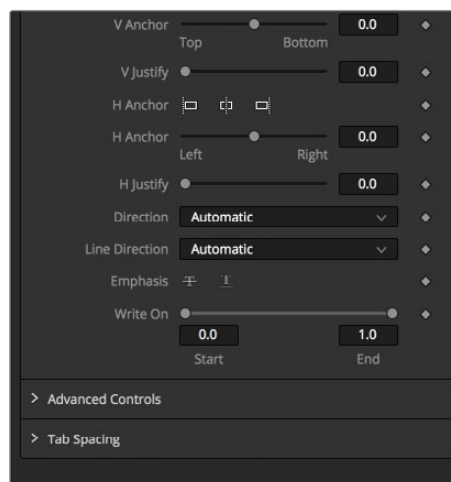 V Anchor 0.0
Top Bottom
V Justify 0.0
H Anchor
H Anchor 0.0
Left Right
H Justify 0.0
Direction Automatic
Line Direction Automatic
Emphasis T T
Write On
0.0 1.0
Start End
> Advanced Controls
> Tab Spacing